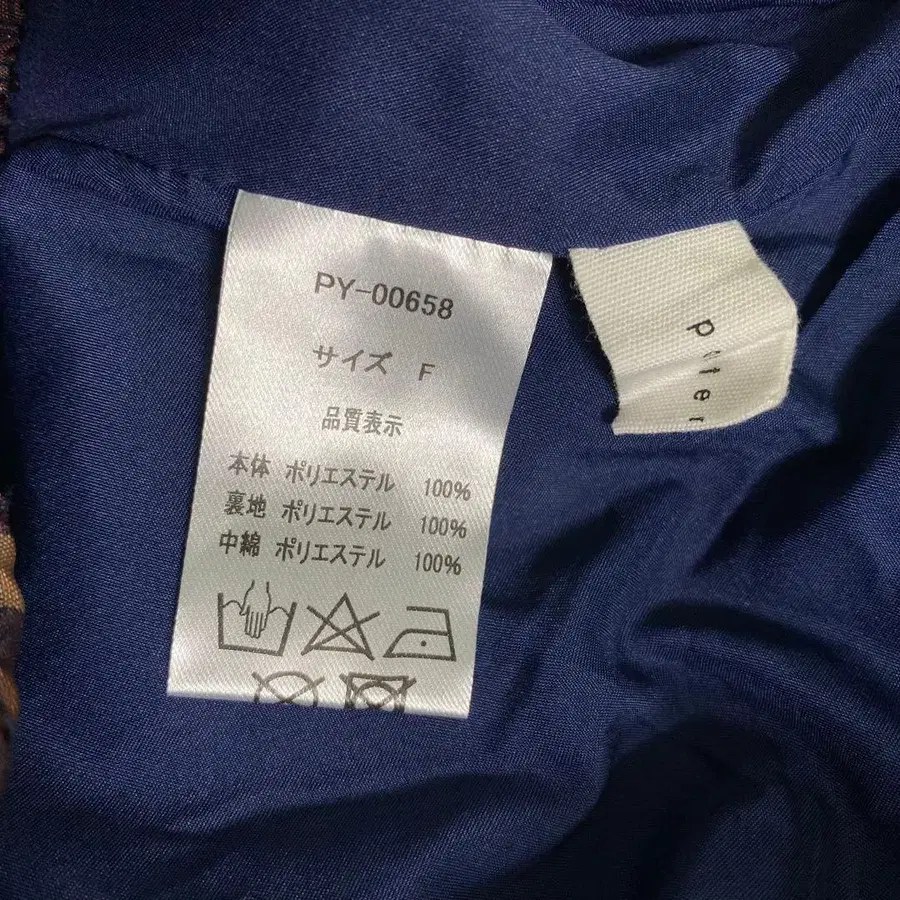 PY-00658
サイズ F
品質表示
本体 ポリエステル 100%
裏地 ポリエステル 100%
中綿 ポリエステル 100%
peter